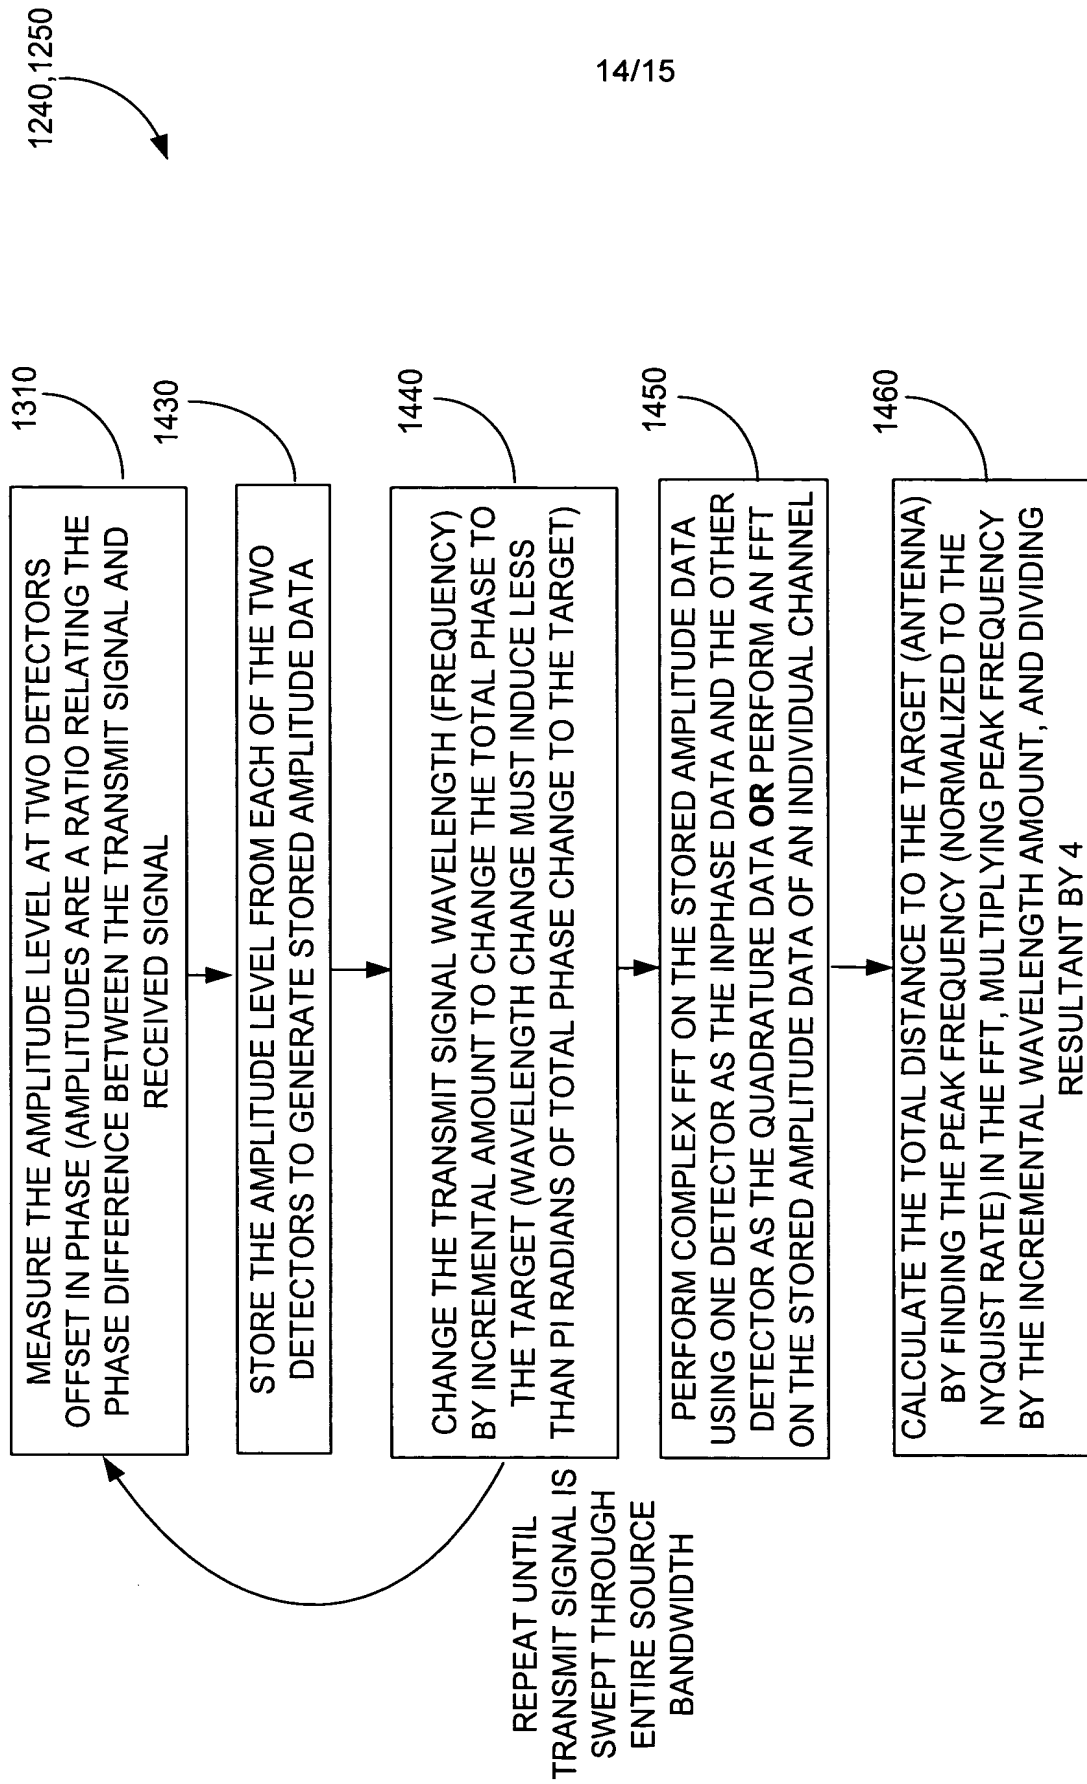 14/15
1240,1250
1310
MEASURE THE AMPLITUDE LEVEL AT TWO DETECTORS
OFFSET IN PHASE (AMPLITUDES ARE A RATIO RELATING THE
PHASE DIFFERENCE BETWEEN THE TRANSMIT SIGNAL AND
RECEIVED SIGNAL
1430
STORE THE AMPLITUDE LEVEL FROM EACH OF THE TWO
DETECTORS TO GENERATE STORED AMPLITUDE DATA
1440
CHANGE THE TRANSMIT SIGNAL WAVELENGTH (FREQUENCY)
BY INCREMENTAL AMOUNT TO CHANGE THE TOTAL PHASE TO
THE TARGET (WAVELENGTH CHANGE MUST INDUCE LESS
THAN PI RADIANS OF TOTAL PHASE CHANGE TO THE TARGET)
REPEAT UNTIL
TRANSMIT SIGNAL IS
SWEPT THROUGH
ENTIRE SOURCE
BANDWIDTH
1450
PERFORM COMPLEX FFT ON THE STORED AMPLITUDE DATA
USING ONE DETECTOR AS THE INPHASE DATA AND THE OTHER
DETECTOR AS THE QUADRATURE DATA OR PERFORM AN FFT
ON THE STORED AMPLITUDE DATA OF AN INDIVIDUAL CHANNEL
1460
CALCULATE THE TOTAL DISTANCE TO THE TARGET (ANTENNA)
BY FINDING THE PEAK FREQUENCY (NORMALIZED TO THE
NYQUIST RATE) IN THE FFT, MULTIPLYING PEAK FREQUENCY
BY THE INCREMENTAL WAVELENGTH AMOUNT, AND DIVIDING
RESULTANT BY 4